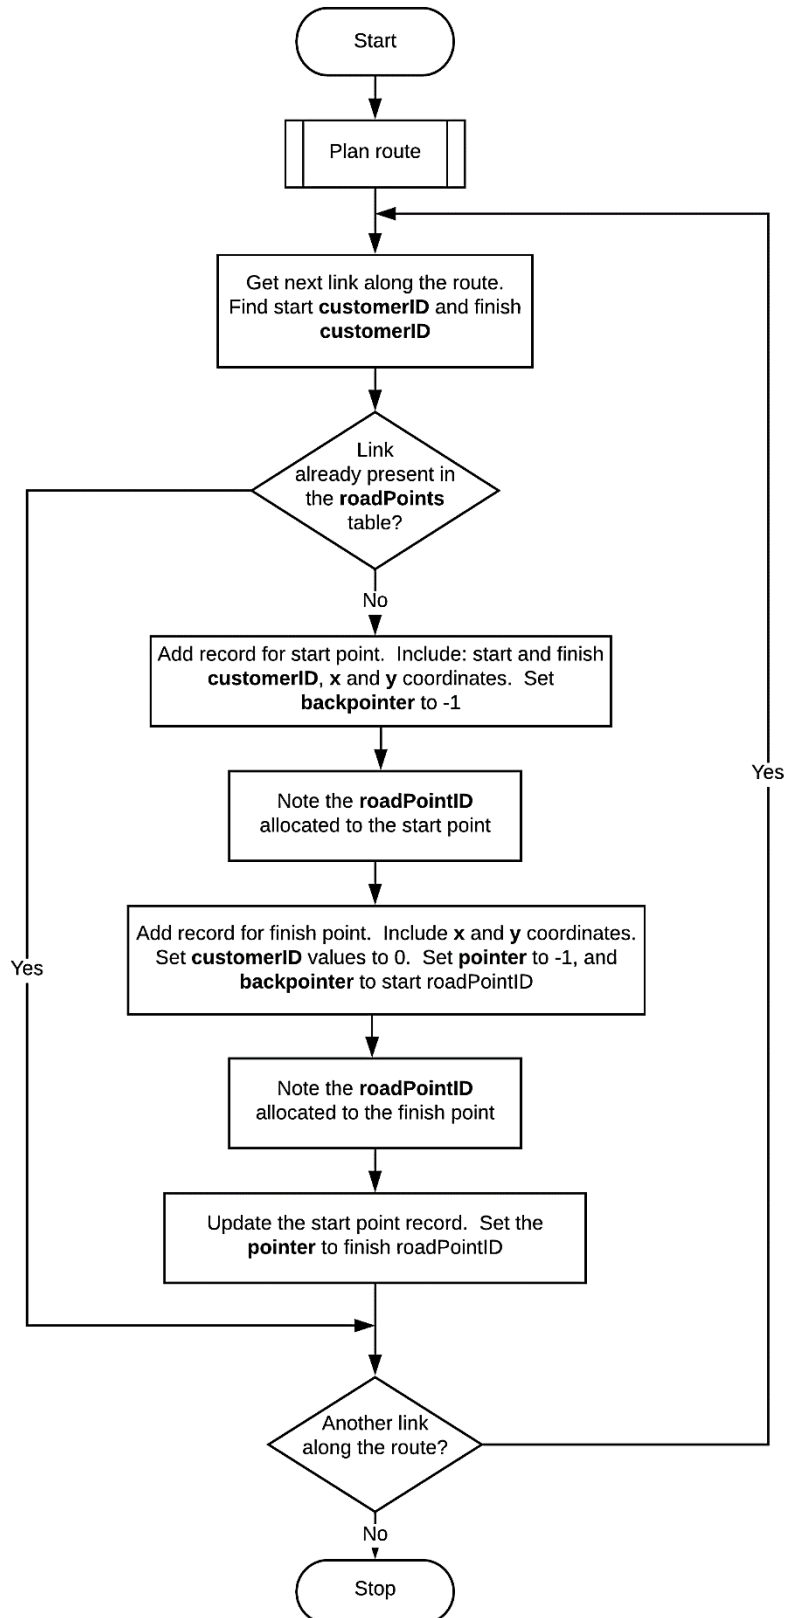 Start
Plan route
Get next link along the route.
Find start customerID and finish
customerID
Link
already present in
the roadPoints
table?
No
Add record for start point.  Include: start and finish
customerID, x and y coordinates.  Set
backpointer to -1
Yes
Note the roadPointID
allocated to the start point
Add record for finish point.  Include x and y coordinates.
Set customerID values to 0.  Set pointer to -1, and
backpointer to start roadPointID
Yes
Note the roadPointID
allocated to the finish point
Update the start point record.  Set the
pointer to finish roadPointID
Another link
along the route?
No
Stop